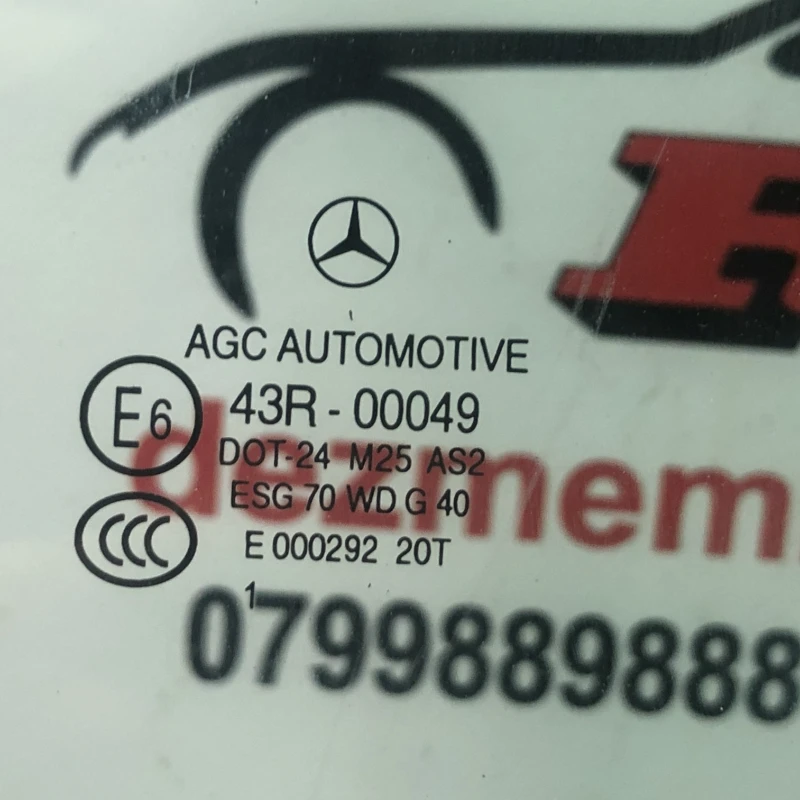 AGC AUTOMOTIVE
E6
43R - 00049
DOT-24 M25 AS2
ESG 70 WD G 40
CCC
E 000292 20T
1
R
dezmem
0799889888